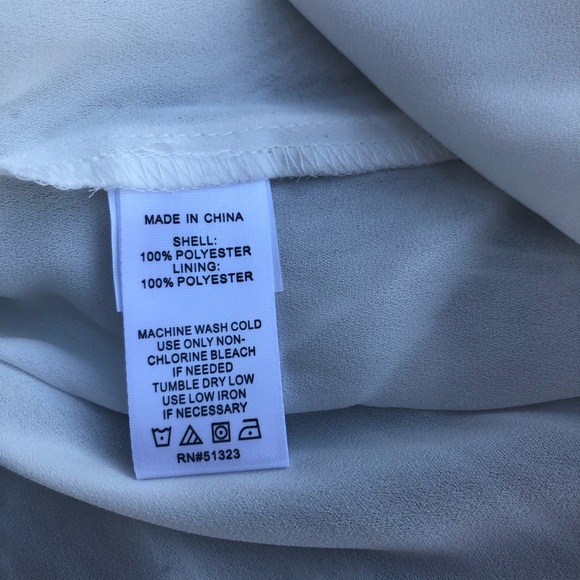 MADE IN CHINA
SHELL:
100% POLYESTER
LINING:
100% POLYESTER
MACHINE WASH COLD
USE ONLY NON-
CHLORINE BLEACH
IF NEEDED
TUMBLE DRY LOW
USE LOW IRON
IF NECESSARY
RN#51323